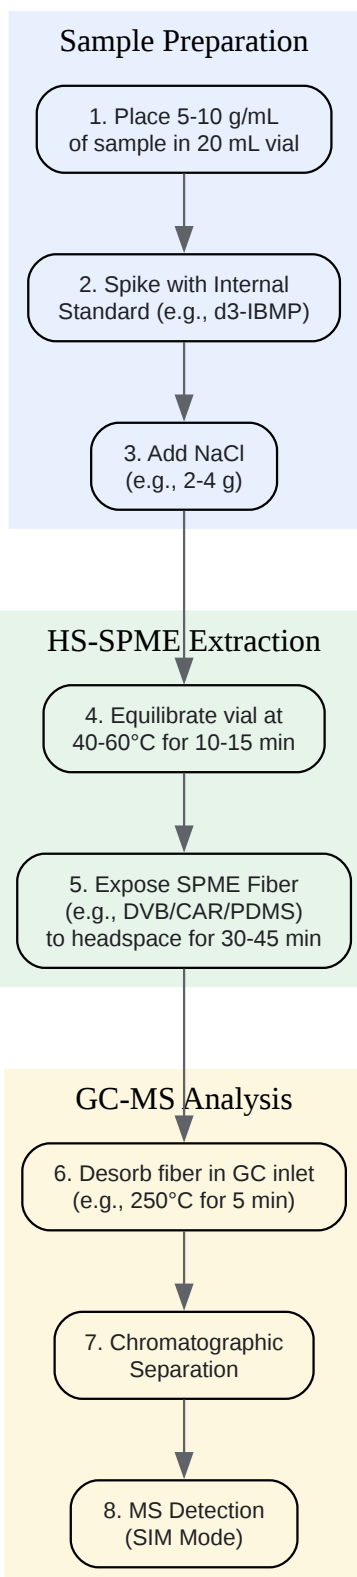 Sample Preparation
1. Place 5-10 g/mL
of sample in 20 mL vial
2. Spike with Internal
Standard (e.g., d3-IBMP)
3. Add NaCl
(e.g., 2-4 g)
HS-SPME Extraction
4. Equilibrate vial at
40-60°C for 10-15 min
5. Expose SPME Fiber
(e.g., DVB/CAR/PDMS)
to headspace for 30-45 min
GC-MS Analysis
6. Desorb fiber in GC inlet
(e.g., 250°C for 5 min)
7. Chromatographic
Separation
8. MS Detection
(SIM Mode)